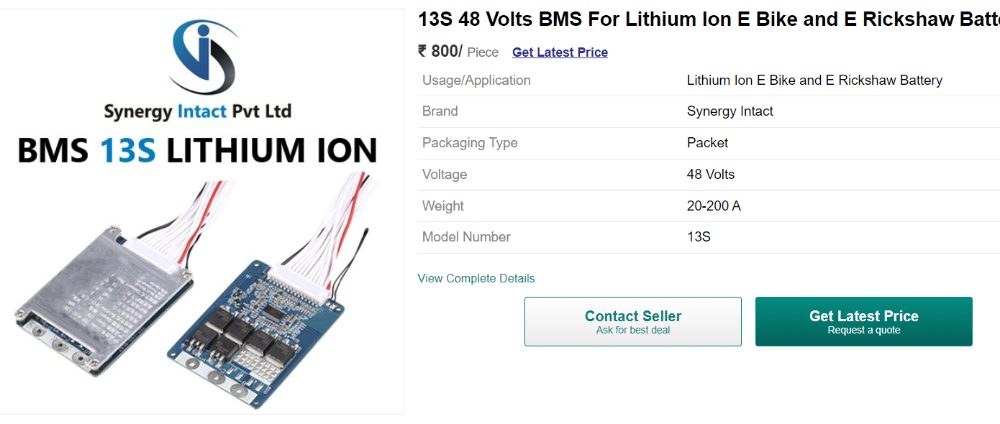 Synergy Intact Pvt Ltd
BMS 13S LITHIUM ION
13S 48 Volts BMS For Lithium Ion E Bike and E Rickshaw
₹ 800/ Piece Get Latest Price
Usage/Application Lithium Ion E Bike and E Rickshaw Battery
Brand Synergy Intact
Packaging Type Packet
Voltage 48 Volts
Weight 20-200 A
Model Number 13S
View Complete Details
Contact Seller
Ask for best deal
Get Latest Price
Request a quote